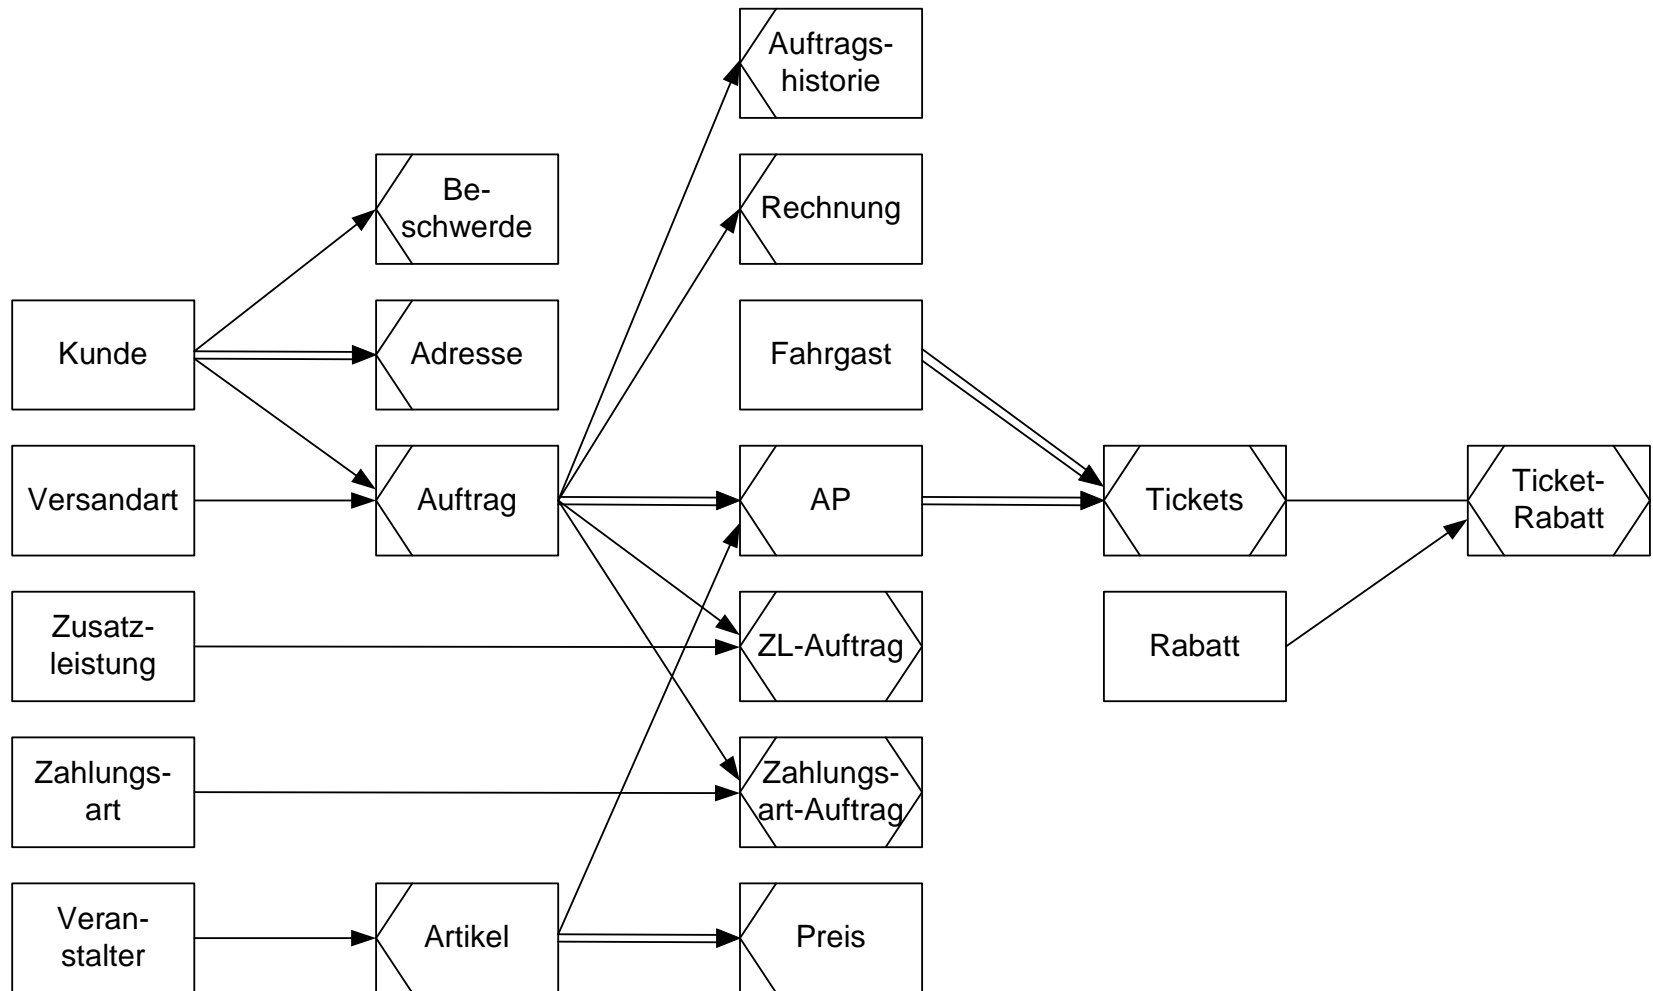 Auftrags-
historie
Be-
schwerde
Rechnung
Kunde
Adresse
Fahrgast
Versandart
Auftrag
AP
Tickets
Ticket-
Rabatt
Zusatz-
leistung
ZL-Auftrag
Rabatt
Zahlungs-
art
Zahlungs-
art-Auftrag
Veran-
stalter
Artikel
Preis